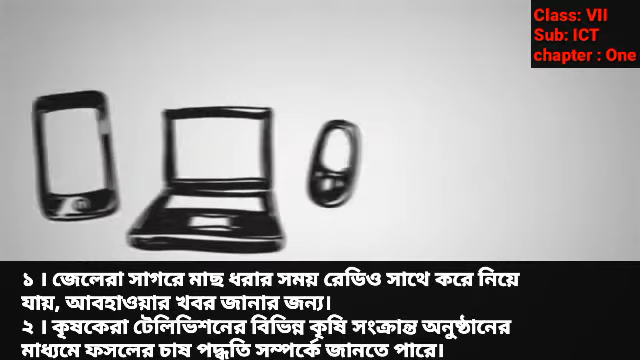 Class: VII
Sub: ICT
chapter : One
১ । জেলেরা সাগরে মাছ ধরার সময় রেডিও সাথে করে নিয়ে
যায়, আবহাওয়ার খবর জানার জন্য।
২ । কৃষকেরা টেলিভিশনের বিভিন্ন কৃষি সংক্রান্ত অনুষ্ঠানের
মাধ্যমে ফসলের চাষ পদ্ধতি সম্পর্কে জানতে পারে।